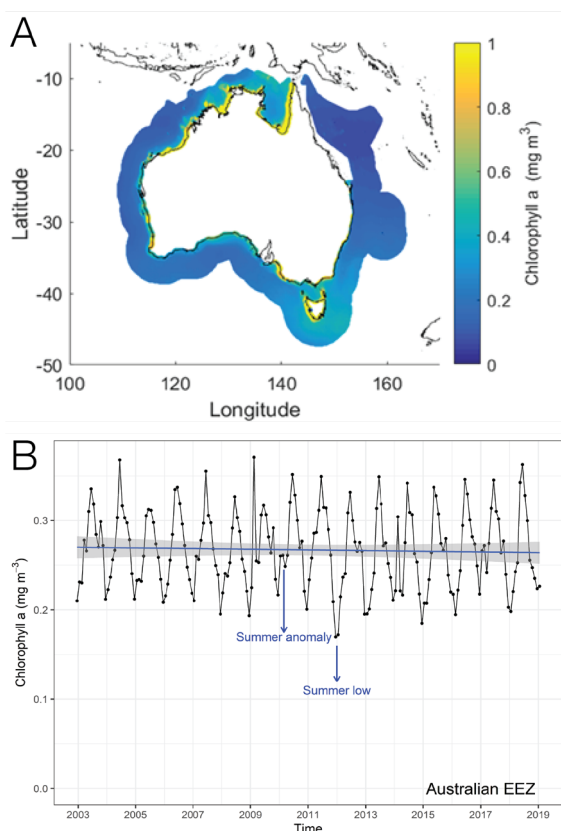 A
-10
-20
-30
-40
-50
Latitude
100
120
140
160
Longitude
1
0.8
0.6
0.4
0.2
0
Chlorophyll a (mg m³)
B
0.3
0.2
0.1
0.0
Chlorophyll a (mg m⁻³)
Summer anomaly
Summer low
Australian EEZ
2003
2005
2007
2009
2011
2013
2015
2017
2019
Time